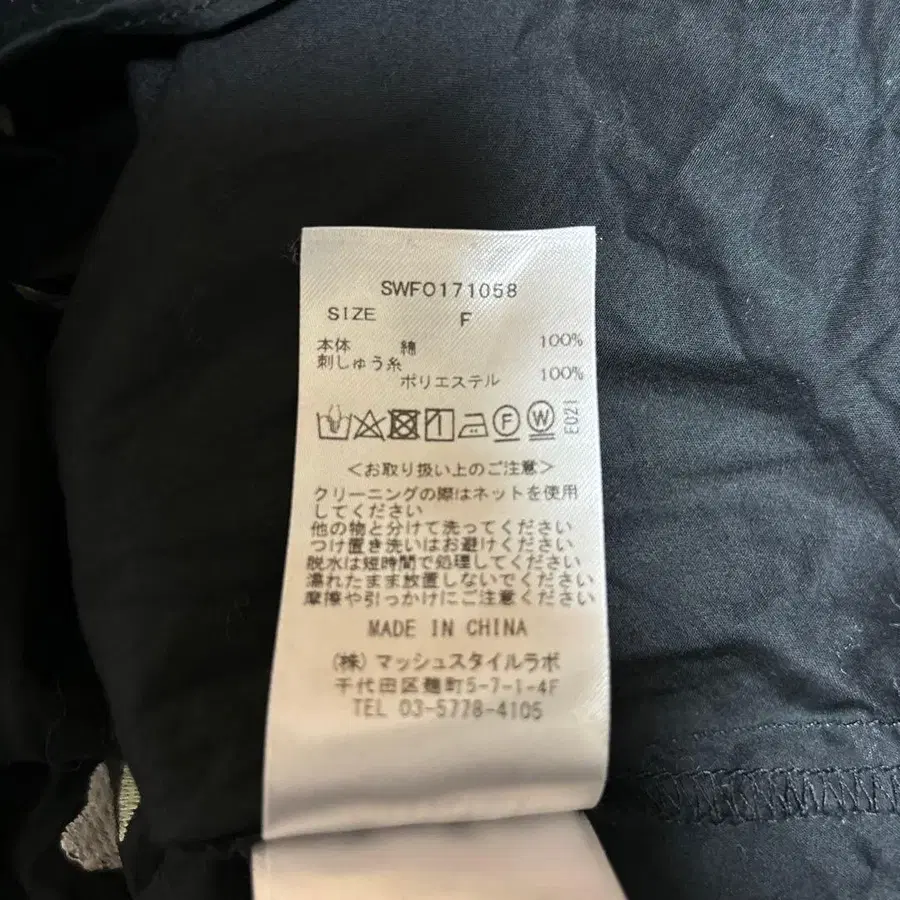 SWFO171058
SIZE F
本体 綿 100%
刺しゅう糸
ポリエステル 100%
F W E021
<お取り扱い上のご注意>
クリーニングの際はネットを使用
してください
他の物と分けて洗ってください
つけ置き洗いはお避けください
脱水は短時間で処理してください
濡れたまま放置しないでください
摩擦や引っかけにご注意ください
MADE IN CHINA
(株) マッシュスタイルラボ
千代田区麹町5-7-1-4F
TEL 03-5778-4105